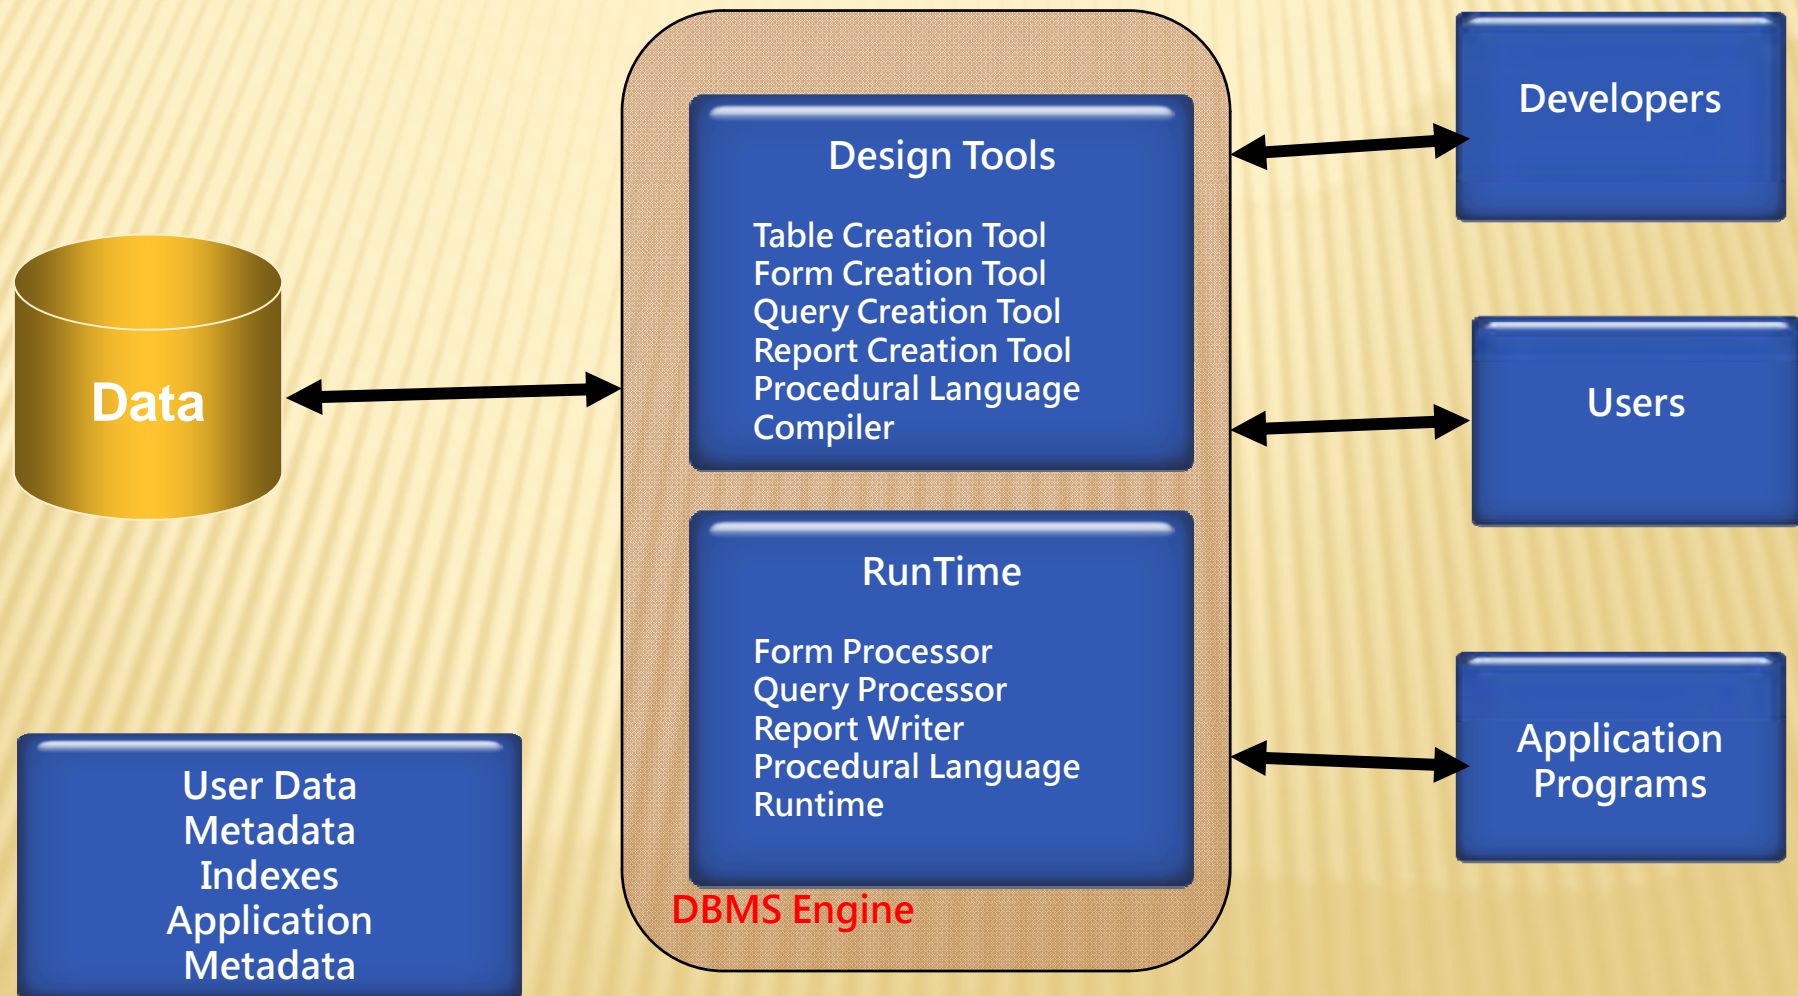 Data
User Data
Metadata
Indexes
Application
Metadata
Design Tools
Table Creation Tool
Form Creation Tool
Query Creation Tool
Report Creation Tool
Procedural Language
Compiler
RunTime
Form Processor
Query Processor
Report Writer
Procedural Language
Runtime
DBMS Engine
Developers
Users
Application
Programs